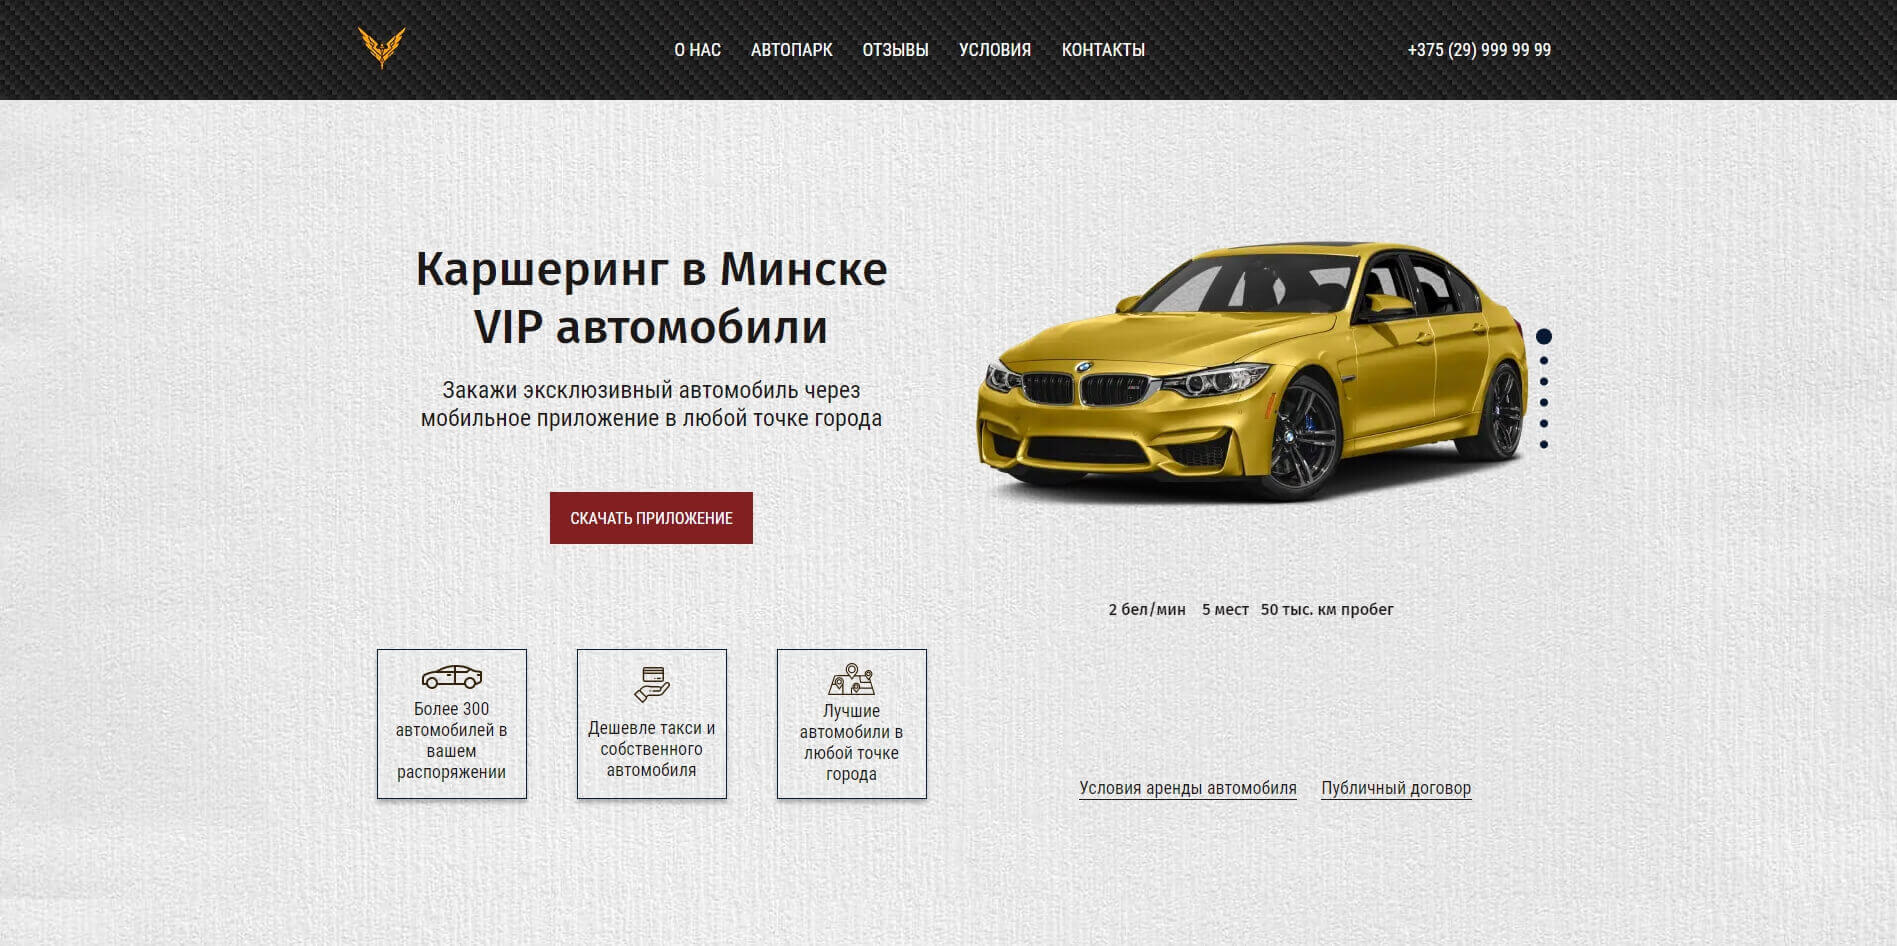 О НАС
АВТОПАРК
ОТЗЫВЫ
УСЛОВИЯ
КОНТАКТЫ
+375 (29) 999 99 99
Каршеринг в Минске
VIP автомобили
Закажи эксклюзивный автомобиль через
мобильное приложение в любой точке города
СКАЧАТЬ ПРИЛОЖЕНИЕ
2 бел/мин
5 мест
50 тыс. км пробег
Более 300
автомобилей в
вашем
распоряжении
Дешевле такси и
собственного
автомобиля
Лучшие
автомобили в
любой точке
города
Условия аренды автомобиля
Публичный договор